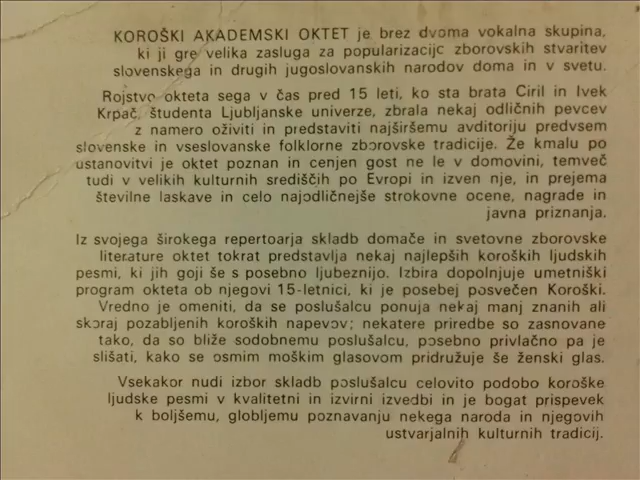 KOROŠKI AKADEMSKI OKTET je brez dvoma vokalna skupina,
ki ji gre velika zasluga za popularizacijo zborovskih stvaritev
slovenskega in drugih jugoslovanskih narodov doma in v svetu.
Rojstvo okteta sega v čas pred 15 leti, ko sta brata Ciril in Ivek
Krpač, študenta Ljubljanske univerze, zbrala nekaj odličnih pevcev
z namero oživiti in predstaviti najširšemu avditoriju predvsem
slovenske in vseslovanske folklorne zborovske tradicije. Že kmalu po
ustanovitvi je oktet poznan in cenjen gost ne le v domovini, temveč
tudi v velikih kulturnih središčih po Evropi in izven nje, in prejema
številne laskave in celo najodličnejše strokovne ocene, nagrade in
javna priznanja.
Iz svojega širokega repertoarja skladb domače in svetovne zborovske
literature oktet tokrat predstavlja nekaj najlepših koroških ljudskih
pesmi, ki jih goji še s posebno ljubeznijo. Izbira dopolnjuje umetniški
program okteta ob njegovi 15-letnici, ki je posebej posvečen Koroški.
Vredno je omeniti, da se poslušalcu ponuja nekaj manj znanih ali
skoraj pozabljenih koroških napevov; nekatere priredbe so zasnovane
tako, da so bliže sodobnemu poslušalcu, posebno privlačno pa je
slišati, kako se osmim moškim glasovom pridružuje še ženski glas.
Vsekakor nudi izbor skladb poslušalcu celovito podobo koroške
ljudske pesmi v kvalitetni in izvirni izvedbi in je bogat prispevek
k boljšemu, globljemu poznavanju nekega naroda in njegovih
ustvarjalnih kulturnih tradicij.